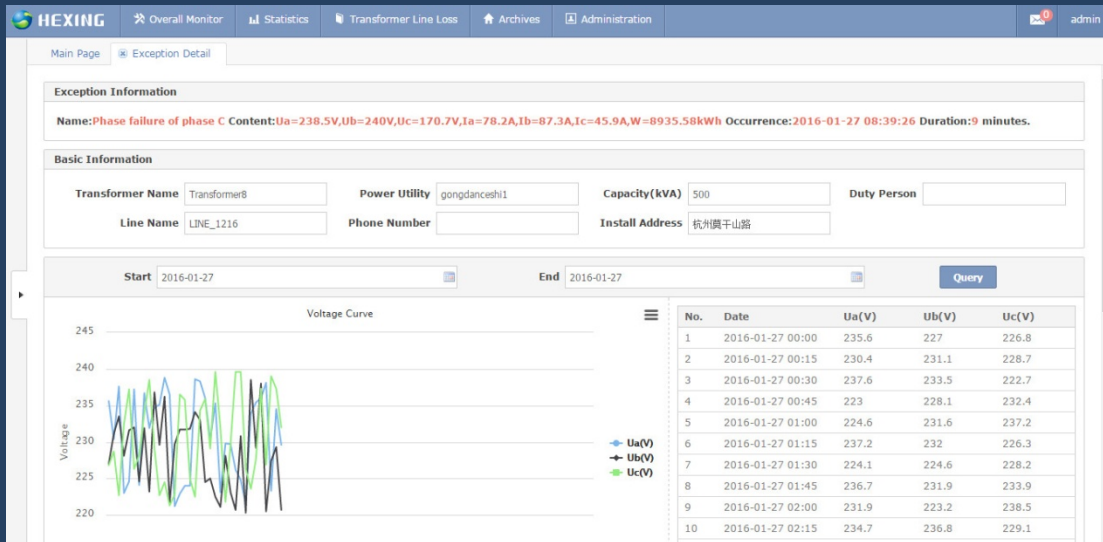 HEXING Overall Monitor Statistics Transformer Line Loss Archives Administration 0 admin
Main Page Exception Detail
Exception Information
Name:Phase failure of phase C Content:Ua=238.5V,Ub=240V,Uc=170.7V,Ia=78.2A,Ib=87.3A,Ic=45.9A,W=8935.58kWh Occurrence:2016-01-27 08:39:26 Duration:9 minutes.
Basic Information
Transformer Name Transformer8 Power Utility gongdanceshi1 Capacity(kVA) 500 Duty Person
Line Name LINE_1216 Phone Number Install Address 杭州莫干山路
Start 2016-01-27 End 2016-01-27 Query
Voltage Curve
245
240
235
230
225
220
Voltage
Ua(V)
Ub(V)
Uc(V)
No. Date Ua(V) Ub(V) Uc(V)
1 2016-01-27 00:00 235.6 227 226.8
2 2016-01-27 00:15 230.4 231.1 228.7
3 2016-01-27 00:30 237.6 233.5 222.7
4 2016-01-27 00:45 223 228.1 232.4
5 2016-01-27 01:00 224.6 231.6 237.2
6 2016-01-27 01:15 237.2 232 226.3
7 2016-01-27 01:30 224.1 224.6 228.2
8 2016-01-27 01:45 236.7 231.9 233.9
9 2016-01-27 02:00 231.9 223.2 238.5
10 2016-01-27 02:15 234.7 236.8 229.1